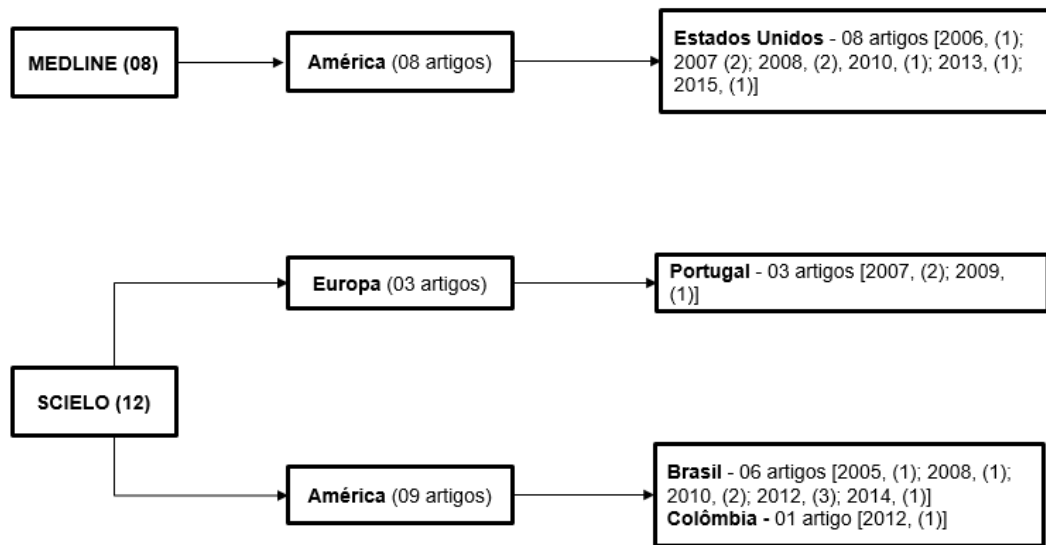 MEDLINE (08)
América (08 artigos)
Estados Unidos - 08 artigos [2006, (1);
2007 (2); 2008, (2), 2010, (1); 2013, (1);
2015, (1)]
Europa (03 artigos)
Portugal - 03 artigos [2007, (2); 2009,
(1)]
SCIELO (12)
América (09 artigos)
Brasil - 06 artigos [2005, (1); 2008, (1);
2010, (2); 2012, (3); 2014, (1)]
Colômbia - 01 artigo [2012, (1)]